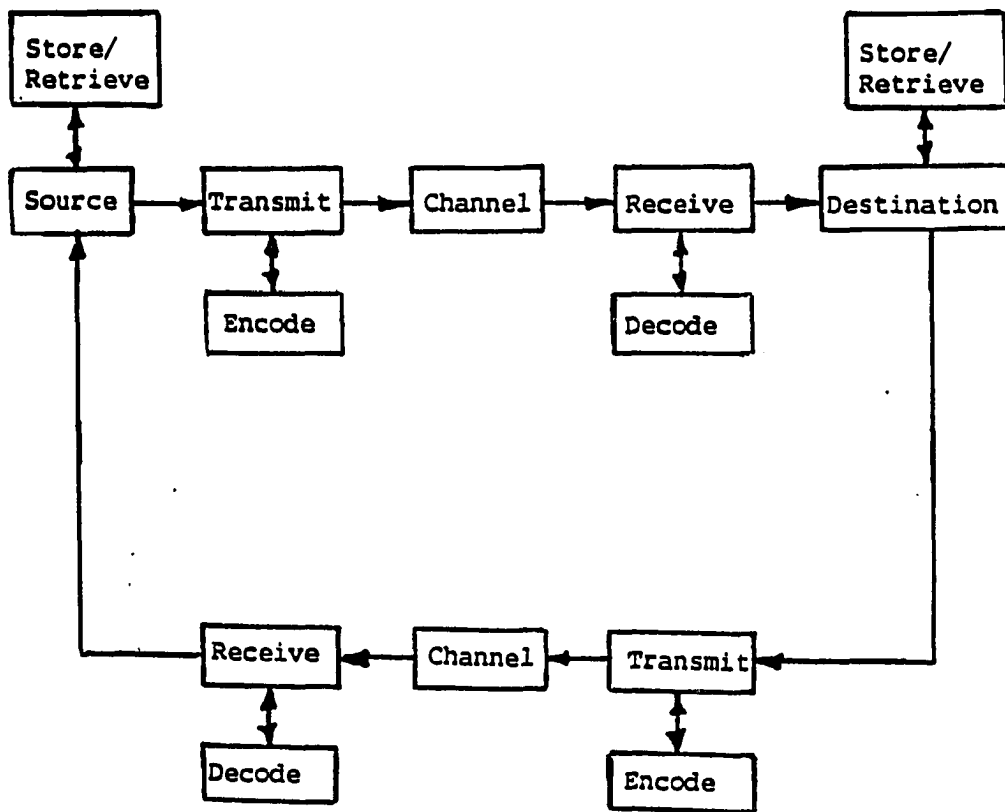 Store/
Retrieve
Store/
Retrieve
Source
Transmit
Channel
Receive
Destination
Encode
Decode
Receive
Channel
Transmit
Decode
Encode